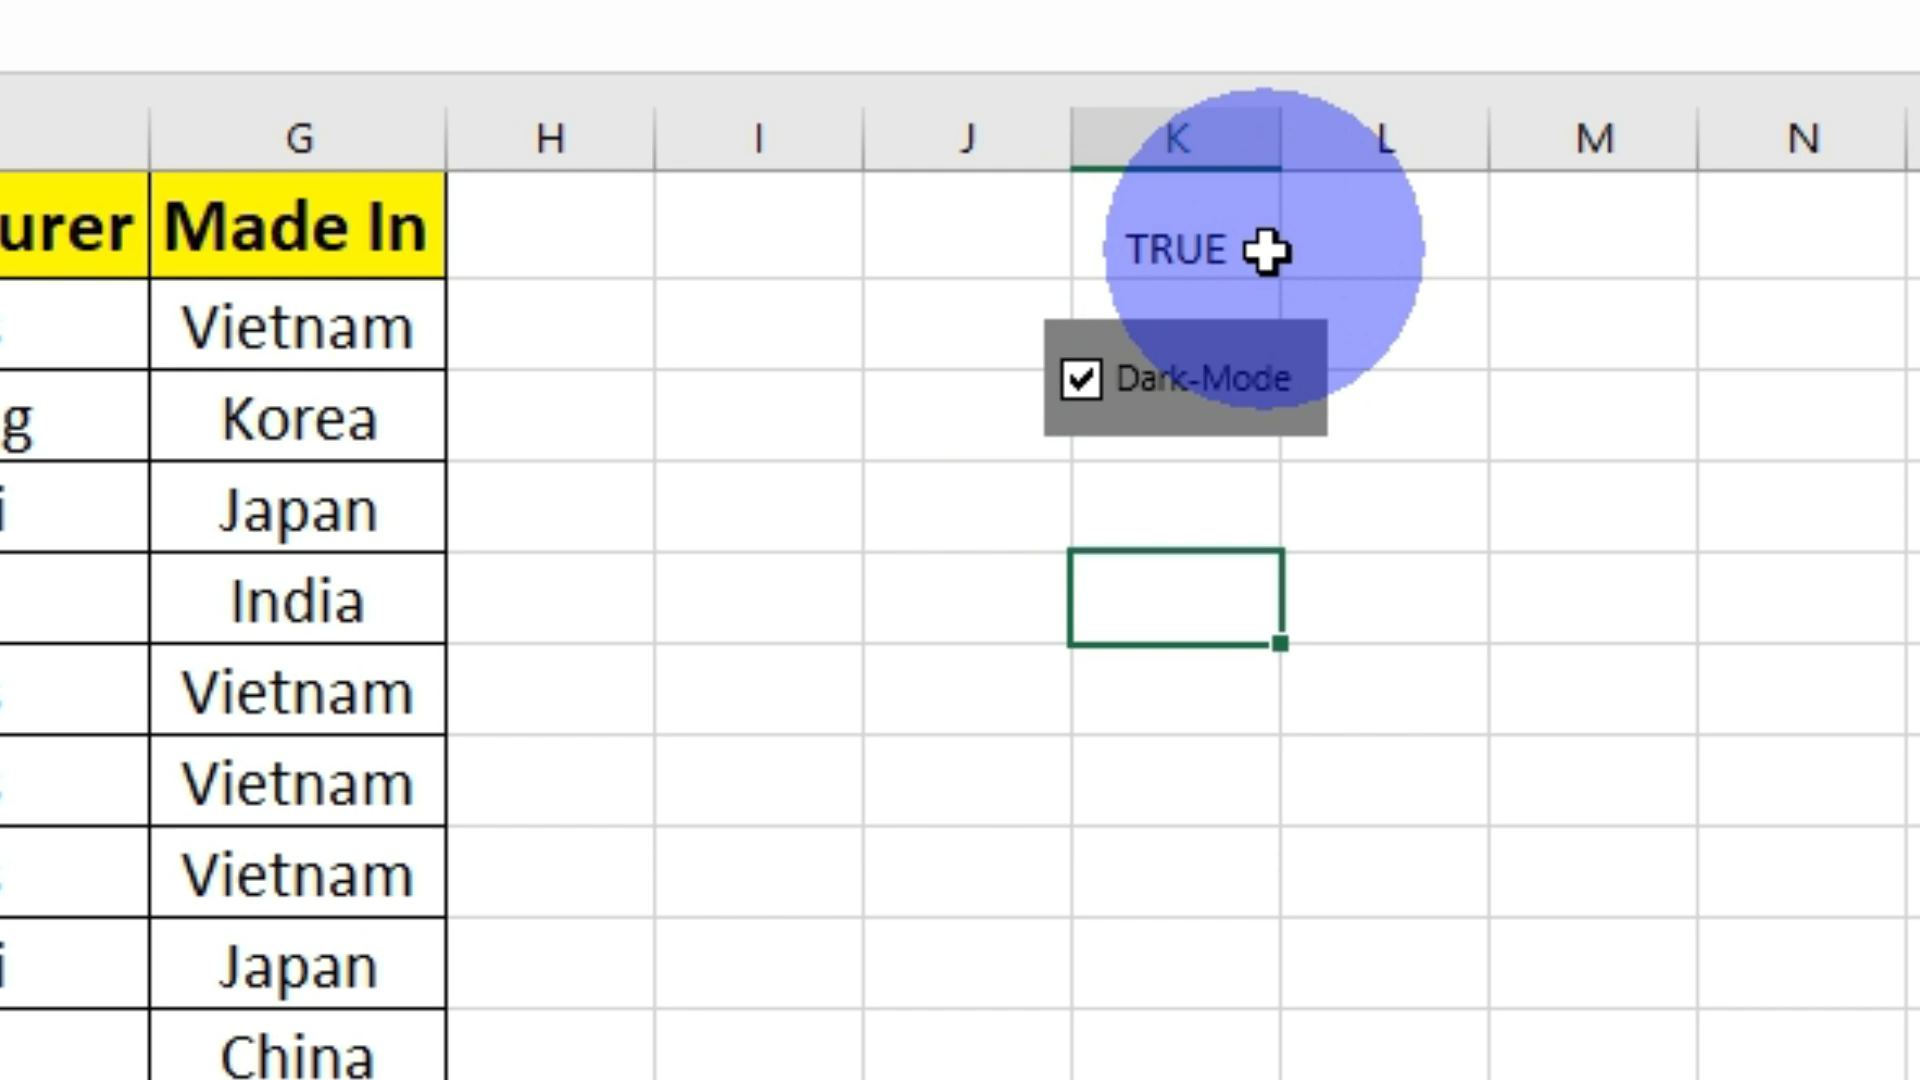 G H I J K L M N
urer Made In TRUE
Vietnam
Dark-Mode
g Korea
i Japan
India
Vietnam
Vietnam
Vietnam
i Japan
China